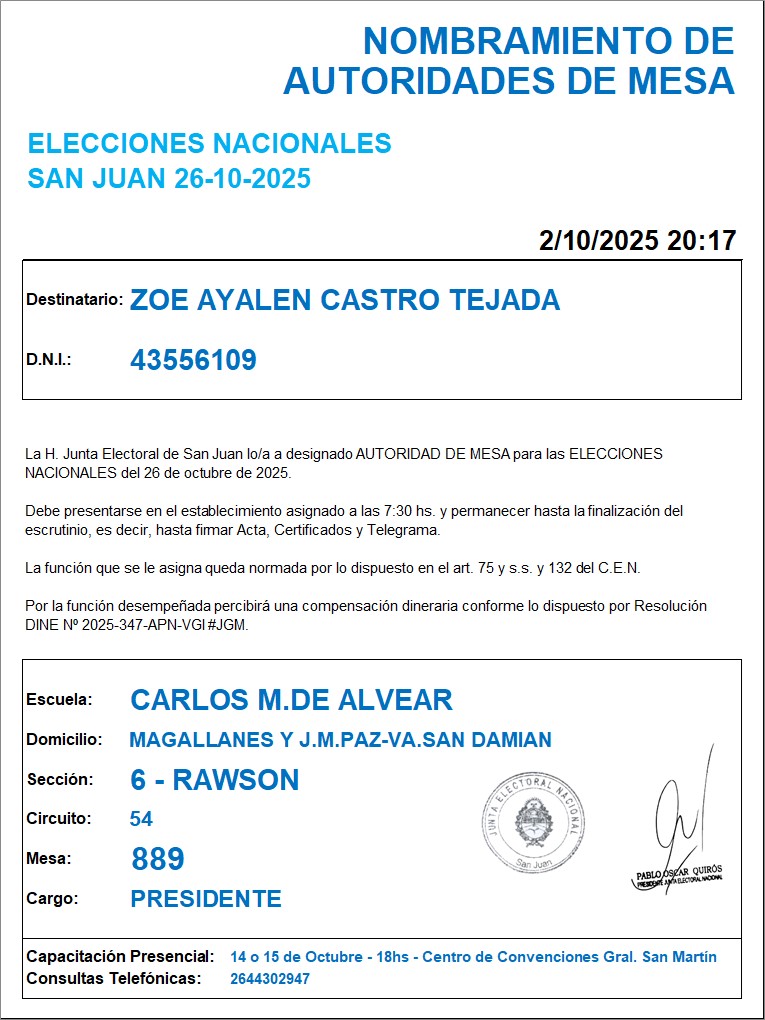 NOMBRAMIENTO DE
AUTORIDADES DE MESA
ELECCIONES NACIONALES
SAN JUAN 26-10-2025
2/10/2025 20:17
Destinatario: ZOE AYALEN CASTRO TEJADA
D.N.I.: 43556109
La H. Junta Electoral de San Juan lo/a a designado AUTORIDAD DE MESA para las ELECCIONES
NACIONALES del 26 de octubre de 2025.
Debe presentarse en el establecimiento asignado a las 7:30 hs. y permanecer hasta la finalización del
escrutinio, es decir, hasta firmar Acta, Certificados y Telegrama.
La función que se le asigna queda normada por lo dispuesto en el art. 75 y s.s. y 132 del C.E.N.
Por la función desempeñada percibirá una compensación dineraria conforme lo dispuesto por Resolución
DINE Nº 2025-347-APN-VGI#JGM.
Escuela: CARLOS M.DE ALVEAR
Domicilio: MAGALLANES Y J.M.PAZ-VA.SAN DAMIAN
Sección: 6 - RAWSON
Circuito: 54
Mesa: 889
Cargo: PRESIDENTE
JUNTA ELECTORAL NACIONAL
San Juan
PABLO OSCAR QUIRÓS
PRESIDENTE JUNTA ELECTORAL NACIONAL
Capacitación Presencial: 14 o 15 de Octubre - 18hs - Centro de Convenciones Gral. San Martín
Consultas Telefónicas: 2644302947